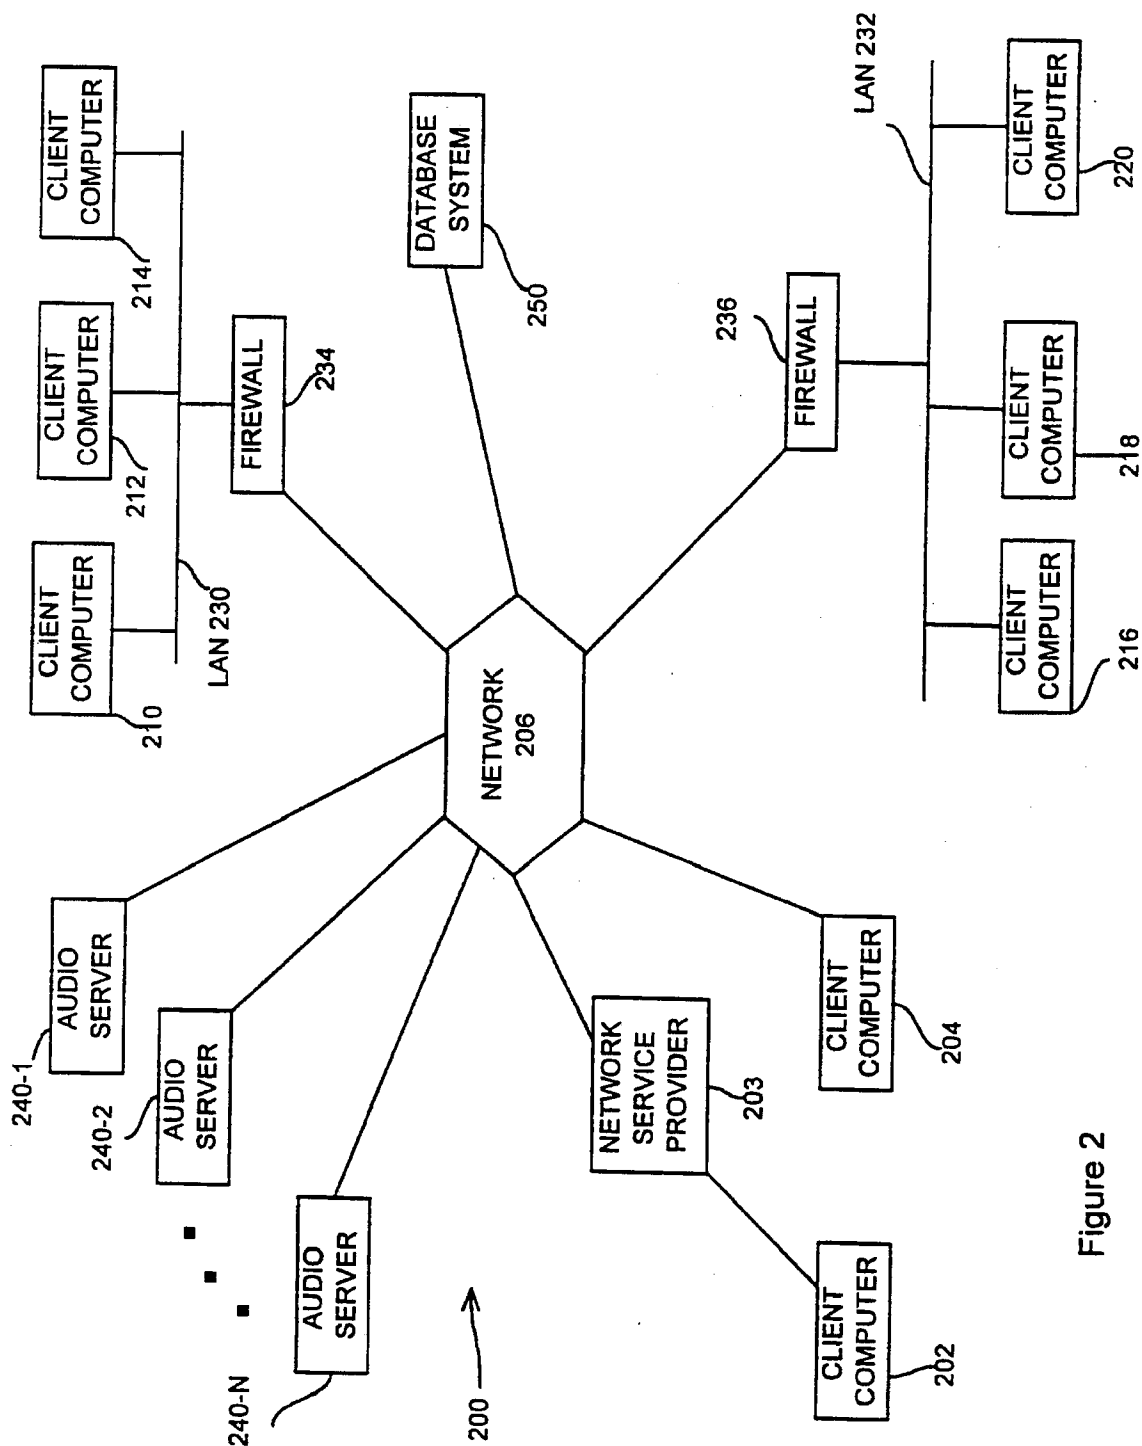 240-1
AUDIO
SERVER
240-2
AUDIO
SERVER
240-N
AUDIO
SERVER
200
CLIENT
COMPUTER
210
CLIENT
COMPUTER
212
CLIENT
COMPUTER
214
LAN 230
FIREWALL
234
DATABASE
SYSTEM
250
NETWORK
206
NETWORK
SERVICE
PROVIDER
203
CLIENT
COMPUTER
202
CLIENT
COMPUTER
204
236
FIREWALL
LAN 232
CLIENT
COMPUTER
216
CLIENT
COMPUTER
218
CLIENT
COMPUTER
220
Figure 2